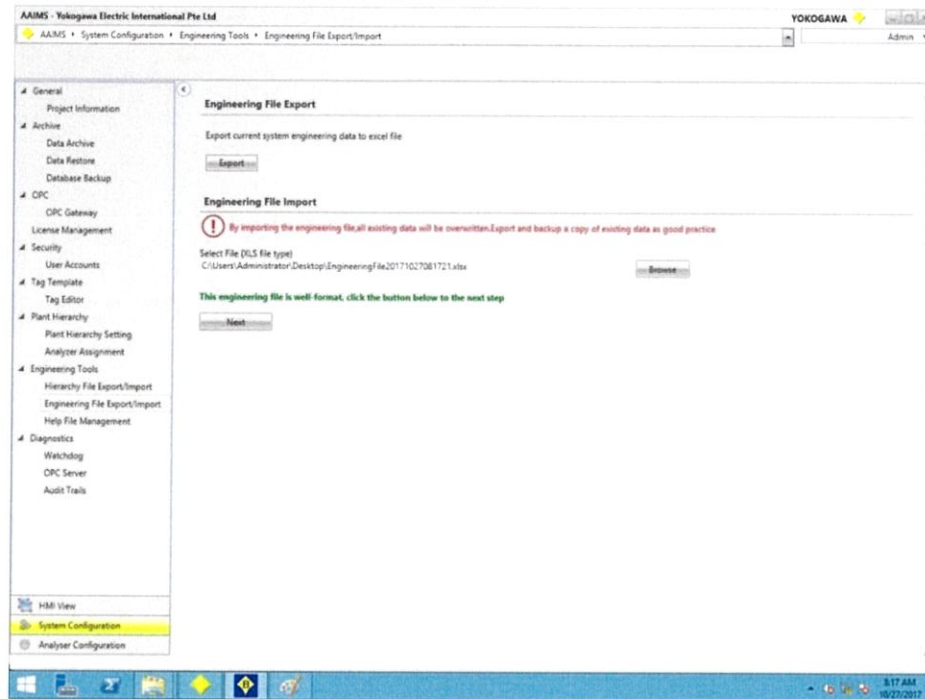 AAIMS - Yokogawa Electric International Pte Ltd
YOKOGAWA
AAIMS • System Configuration • Engineering Tools • Engineering File Export/Import
Admin
General
Project Information
Archive
Data Archive
Data Restore
Database Backup
OPC
OPC Gateway
License Management
Security
User Accounts
Tag Template
Tag Editor
Plant Hierarchy
Plant Hierarchy Setting
Analyzer Assignment
Engineering Tools
Hierarchy File Export/Import
Engineering File Export/Import
Help File Management
Diagnostics
Watchdog
OPC Server
Audit Trails
Engineering File Export
Export current system engineering data to excel file
Export
Engineering File Import
By importing the engineering file,all existing data will be overwritten.Export and backup a copy of existing data as good practice
Select File (XLS file type)
C:\Users\Administrator\Desktop\EngineeringFile20171027081721.xlsx
Browse
This engineering file is well-format, click the button below to the next step
Next
HMI View
System Configuration
Analyser Configuration
8:17 AM
10/27/2017